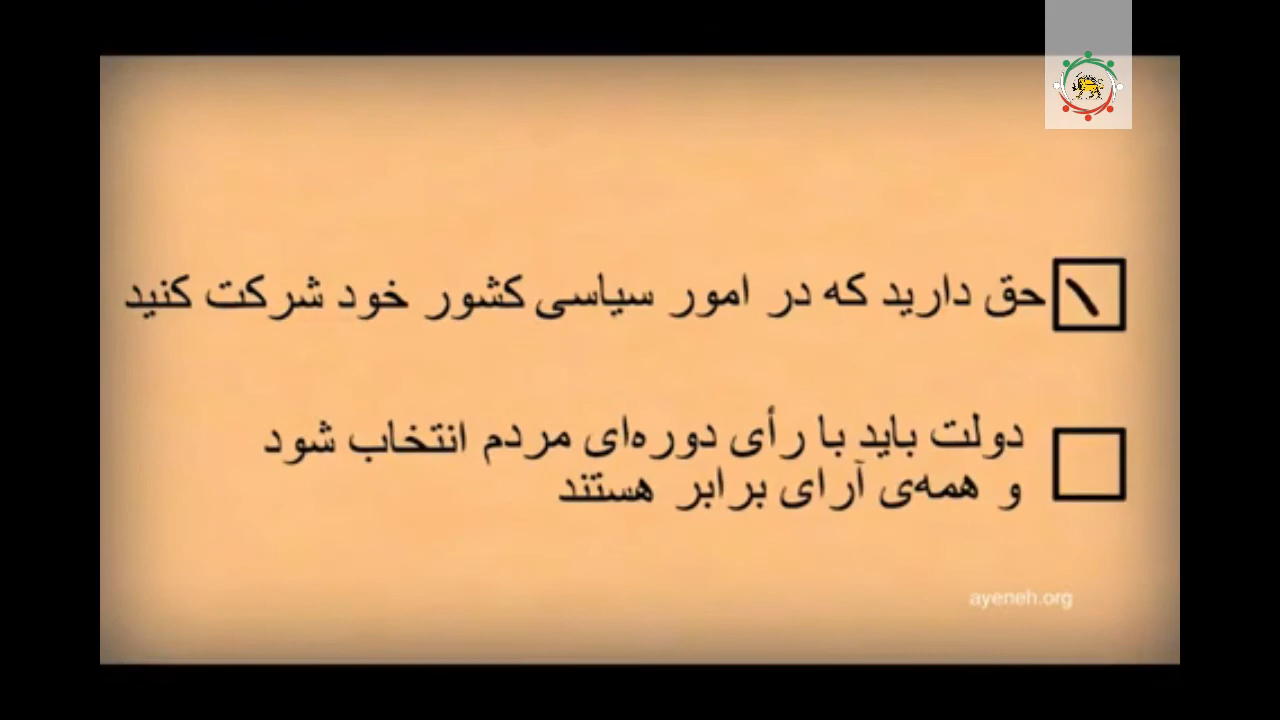 حق دارید که در امور سیاسی کشور خود شرکت کنید
دولت باید با رأی دوره‌ای مردم انتخاب شود
و همه‌ی آرای برابر هستند
ayeneh.org